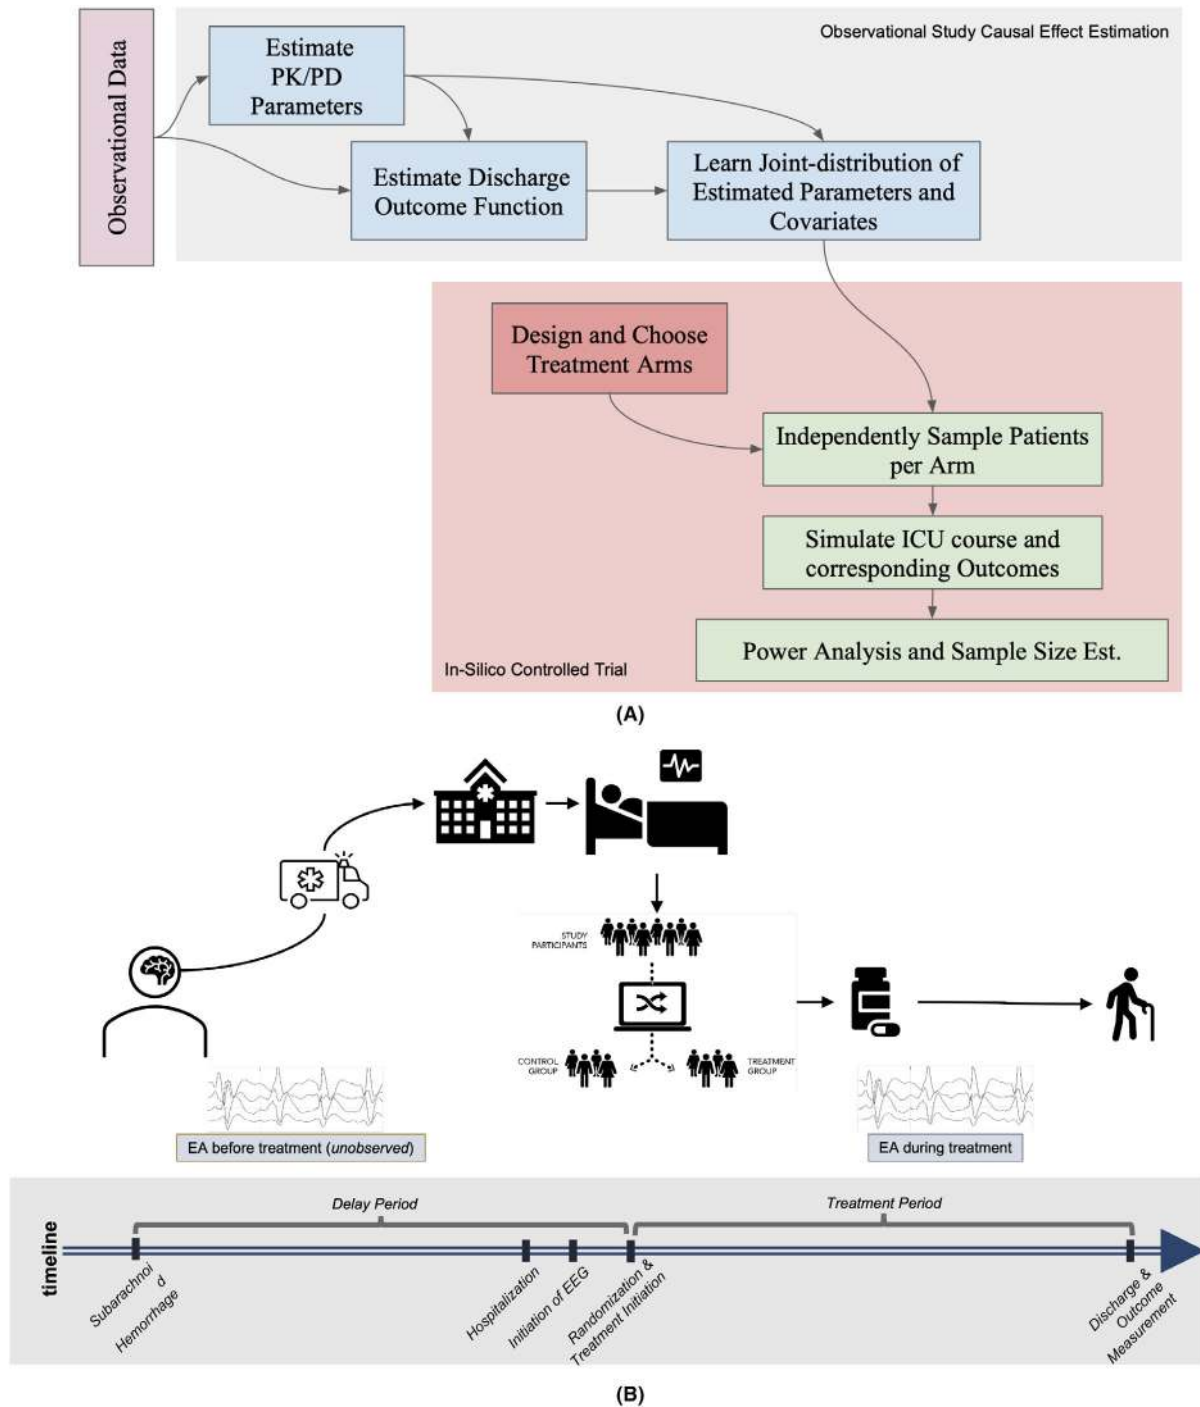 Observational Data
Observational Study Causal Effect Estimation
Estimate
PK/PD
Parameters
Estimate Discharge
Outcome Function
Learn Joint-distribution of
Estimated Parameters and
Covariates
Design and Choose
Treatment Arms
Independently Sample Patients
per Arm
Simulate ICU course and
corresponding Outcomes
Power Analysis and Sample Size Est.
In-Silico Controlled Trial
(A)
STUDY
PARTICIPANTS
CONTROL
GROUP
TREATMENT
GROUP
EA before treatment (unobserved)
EA during treatment
timeline
Delay Period
Treatment Period
Subarachnoi
d
Hemorrhage
Hospitalization
Initiation of EEG
Randomization &
Treatment Initiation
Discharge &
Outcome
Measurement
(B)